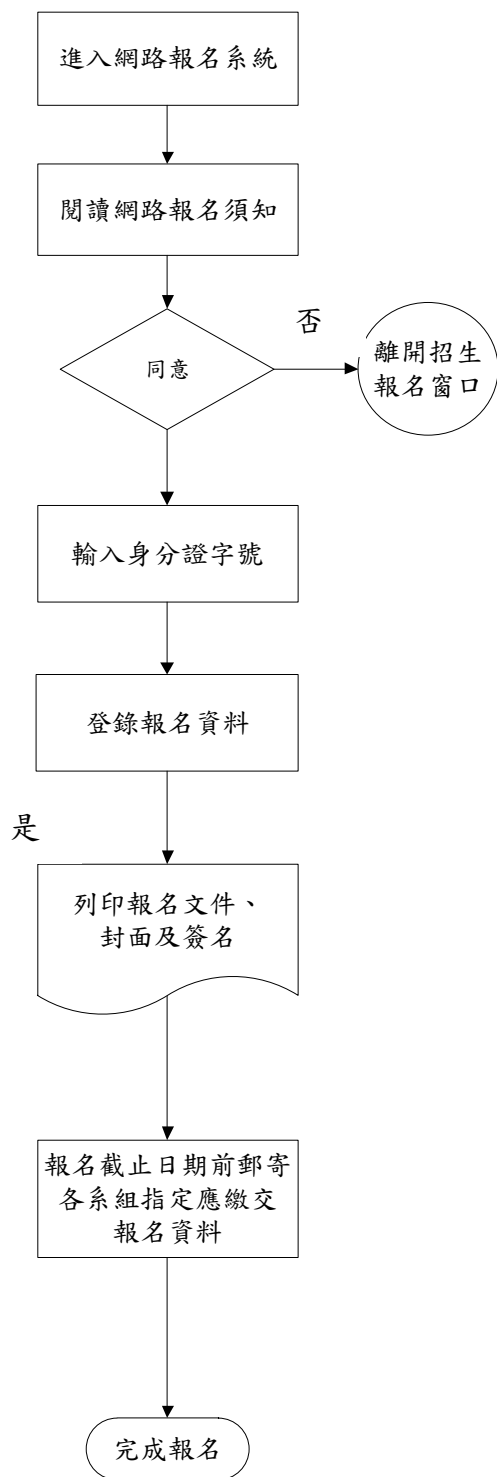 進入網路報名系統
閱讀網路報名須知
否
同意
離開招生
報名窗口
輸入身分證字號
登錄報名資料
是
列印報名文件、
封面及簽名
報名截止日期前郵寄
各系組指定應繳交
報名資料
完成報名